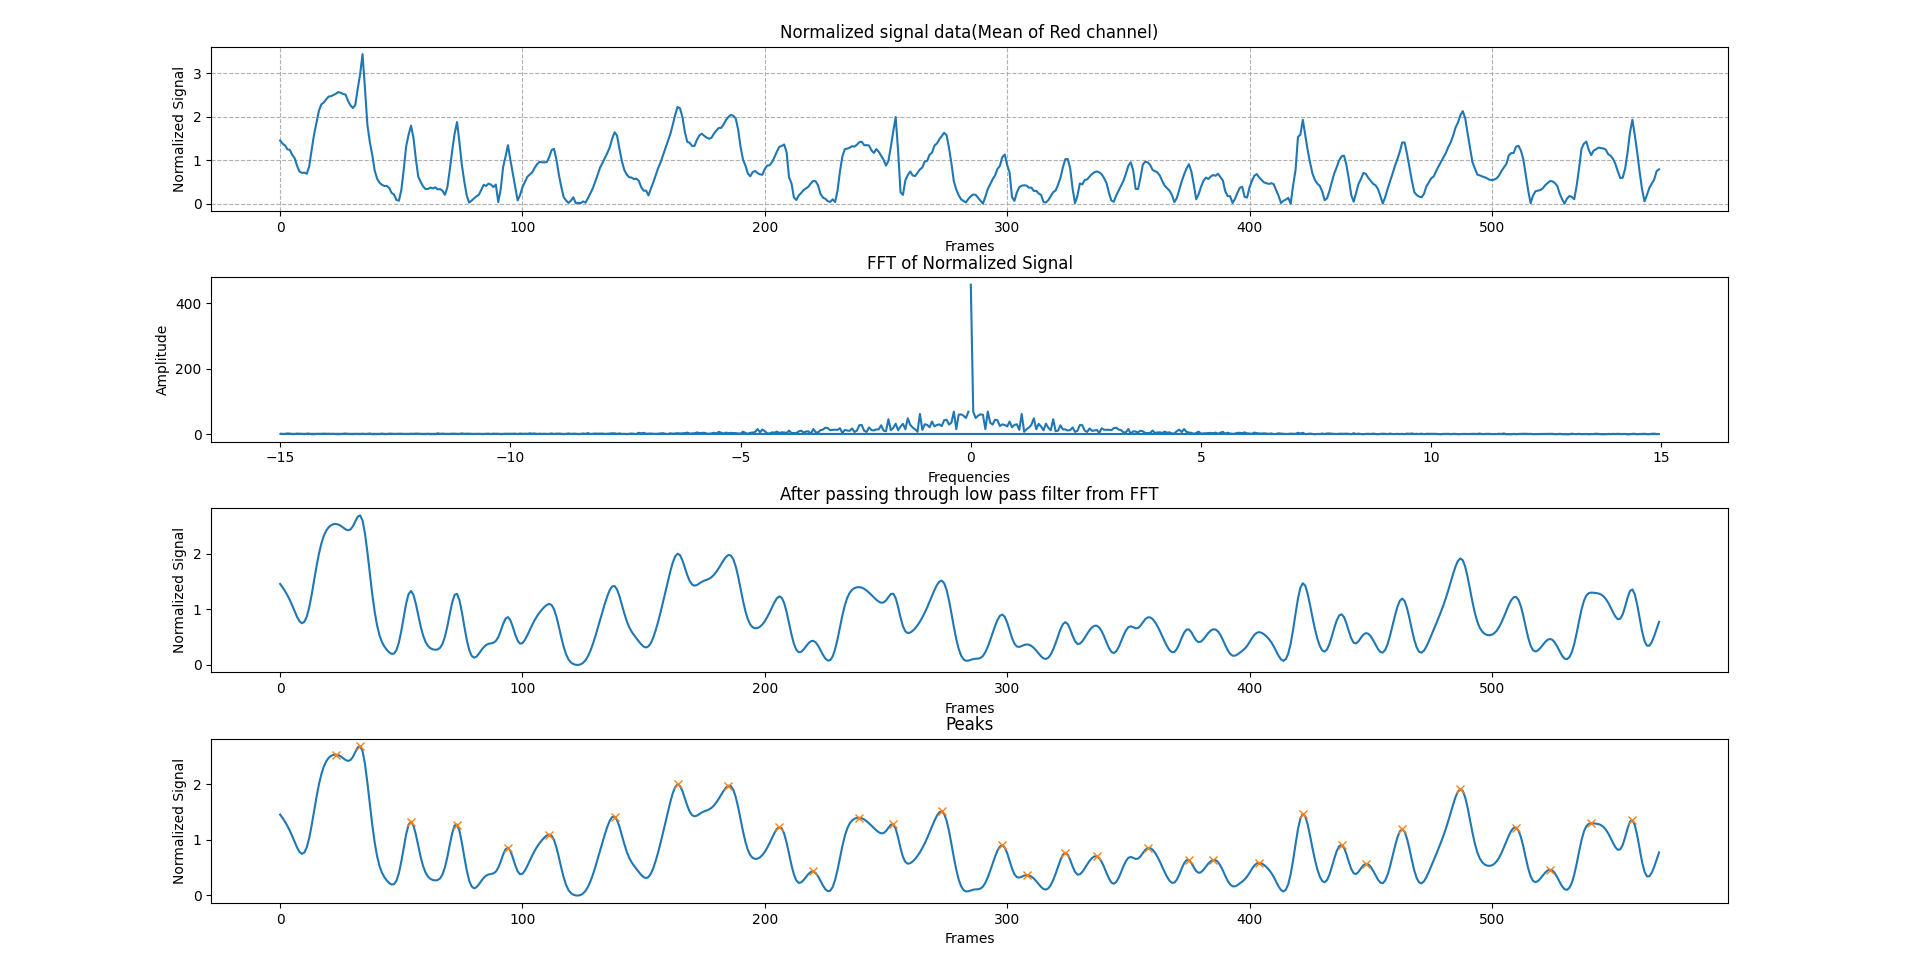 Normalized signal data(Mean of Red channel)
Normalized Signal
3
2
1
0
0 100 200 300 400 500
Frames
FFT of Normalized Signal
Amplitude
400
200
0
−15 −10 −5 0 5 10 15
Frequencies
After passing through low pass filter from FFT
Normalized Signal
2
1
0
0 100 200 300 400 500
Frames
Peaks
Normalized Signal
2
1
0
0 100 200 300 400 500
Frames